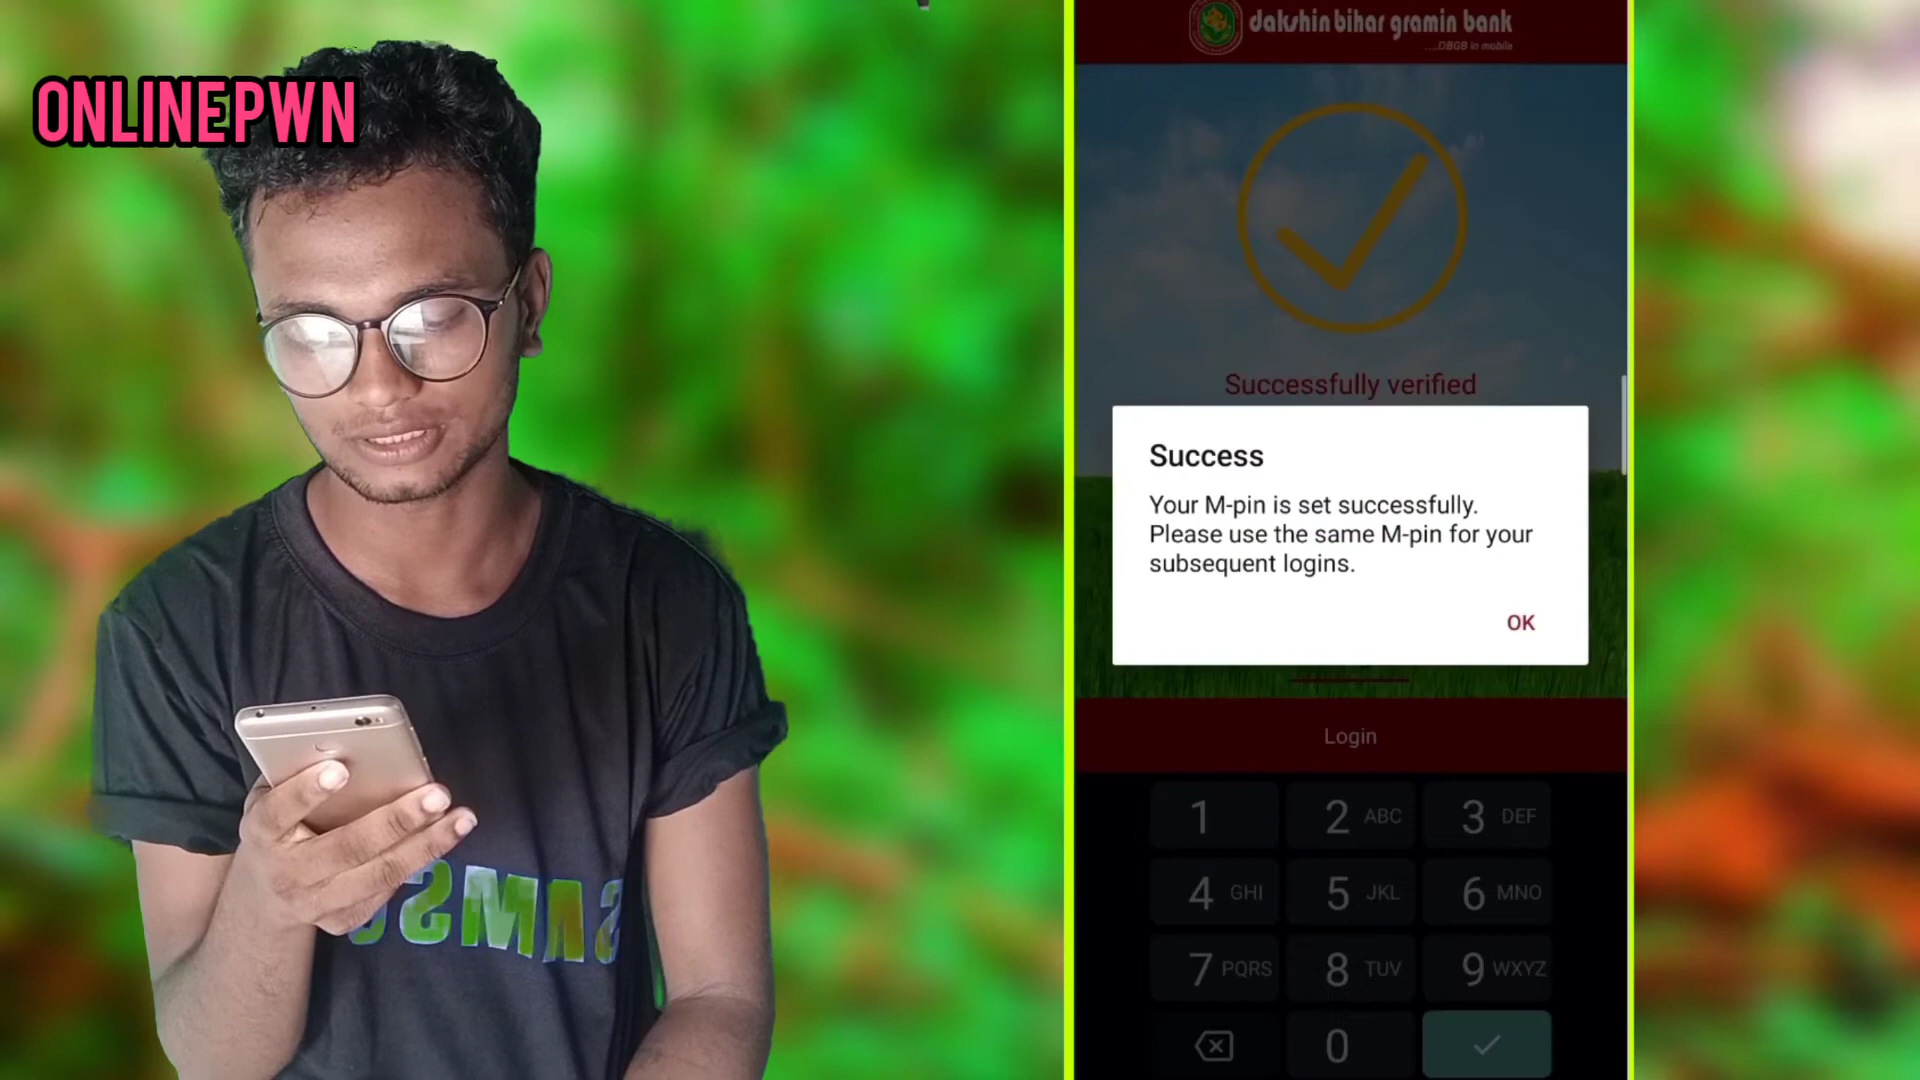 ONLINEPWN
dakshin bihar gramin bank
....DBGB in mobile
Successfully verified
Success
Your M-pin is set successfully.
Please use the same M-pin for your
subsequent logins.
OK
Login
1
2 ABC
3 DEF
4 GHI
5 JKL
6 MNO
7 PQRS
8 TUV
9 WXYZ
0
SAMS